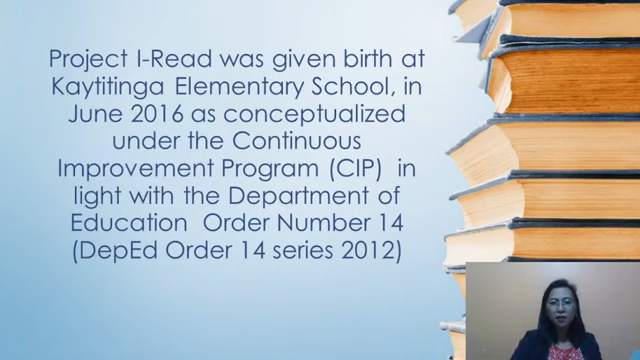 Project I-Read was given birth at
Kaytitinga Elementary School, in
June 2016 as conceptualized
under the Continuous
Improvement Program (CIP) in
light with the Department of
Education Order Number 14
(DepEd Order 14 series 2012)